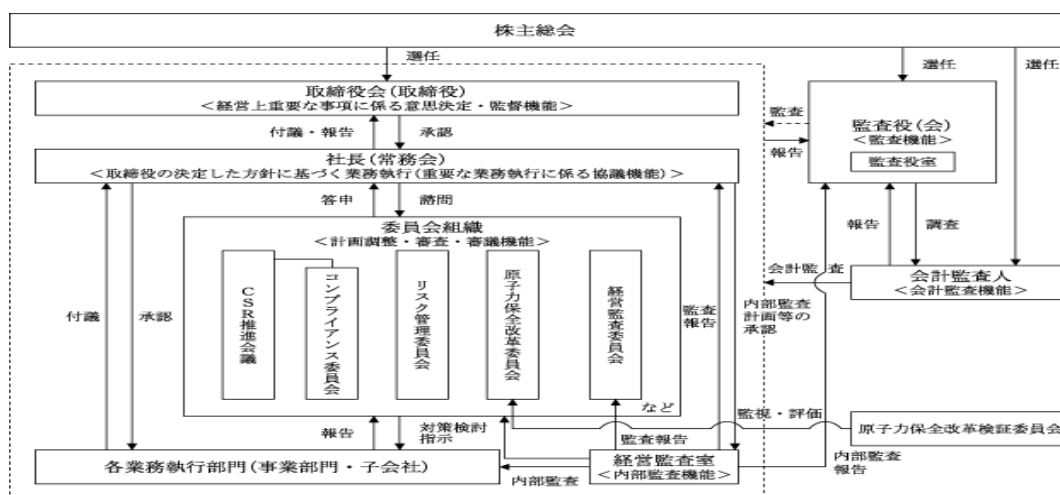 株主総会
選任
選任
選任
取締役会(取締役)
<経営上重要な事項に係る意思決定・監督機能>
監査
報告
監査役(会)
<監査機能>
監査役室
付議・報告
承認
社長(常務会)
<取締役の決定した方針に基づく業務執行(重要な業務執行に係る協議機能)>
答申
諮問
報告
調査
委員会組織
<計画調整・審査・審議機能>
CSR推進会議
コンプライアンス委員会
リスク管理委員会
原子力保全改革委員会
経営監査委員会
など
会計監査
会計監査人
<会計監査機能>
付議
承認
監査
報告
内部監査
計画等の
承認
監視・評価
原子力保全改革検証委員会
報告
対策検討
指示
監査報告
各業務執行部門(事業部門・子会社)
内部監査
経営監査室
<内部監査機能>
内部監査
報告